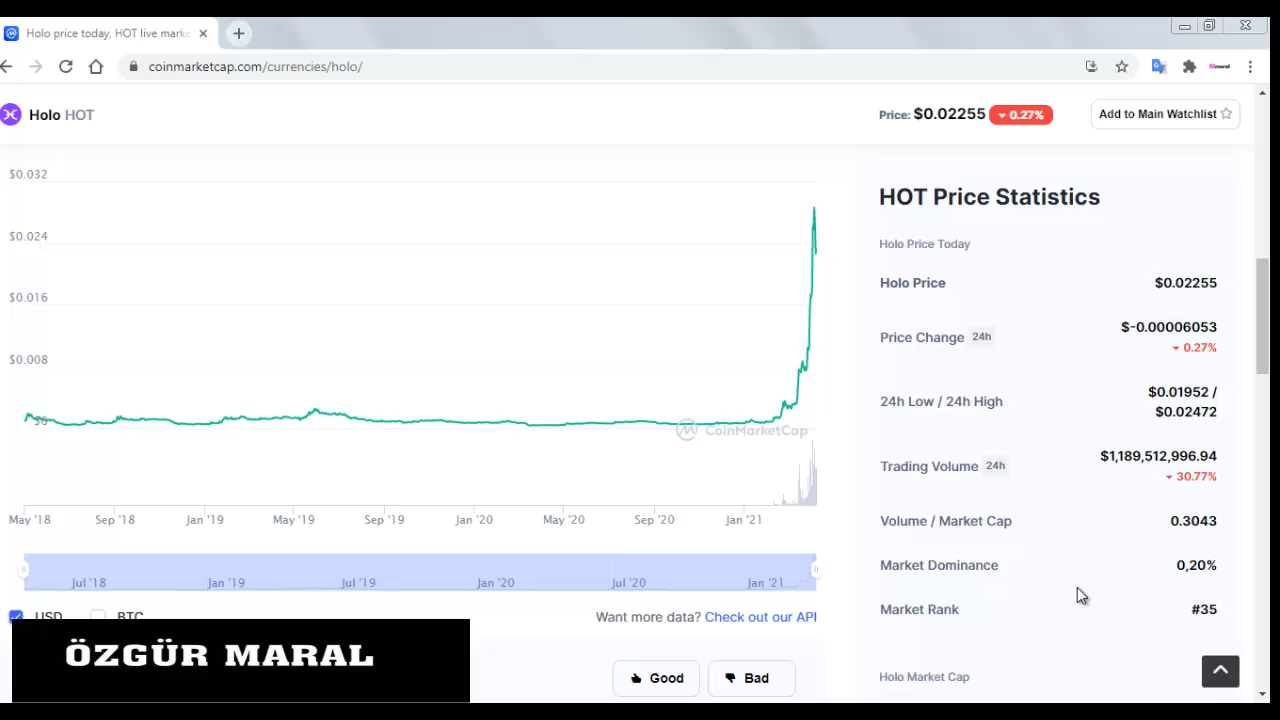 Holo price today, HOT live marke
coinmarketcap.com/currencies/holo/
Holo HOT
Price: $0.02255 0.27%
Add to Main Watchlist
$0.032
$0.024
$0.016
$0.008
$0
CoinMarketCap
May '18 Sep '18 Jan '19 May '19 Sep '19 Jan '20 May '20 Sep '20 Jan '21
Jul '18 Jan '19 Jul '19 Jan '20 Jul '20 Jan '21
USD BTC
Want more data? Check out our API
Good Bad
ÖZGÜR MARAL
HOT Price Statistics
Holo Price Today
Holo Price $0.02255
Price Change 24h $-0.00006053
0.27%
24h Low / 24h High $0.01952 /
$0.02472
Trading Volume 24h $1,189,512,996.94
30.77%
Volume / Market Cap 0.3043
Market Dominance 0,20%
Market Rank #35
Holo Market Cap